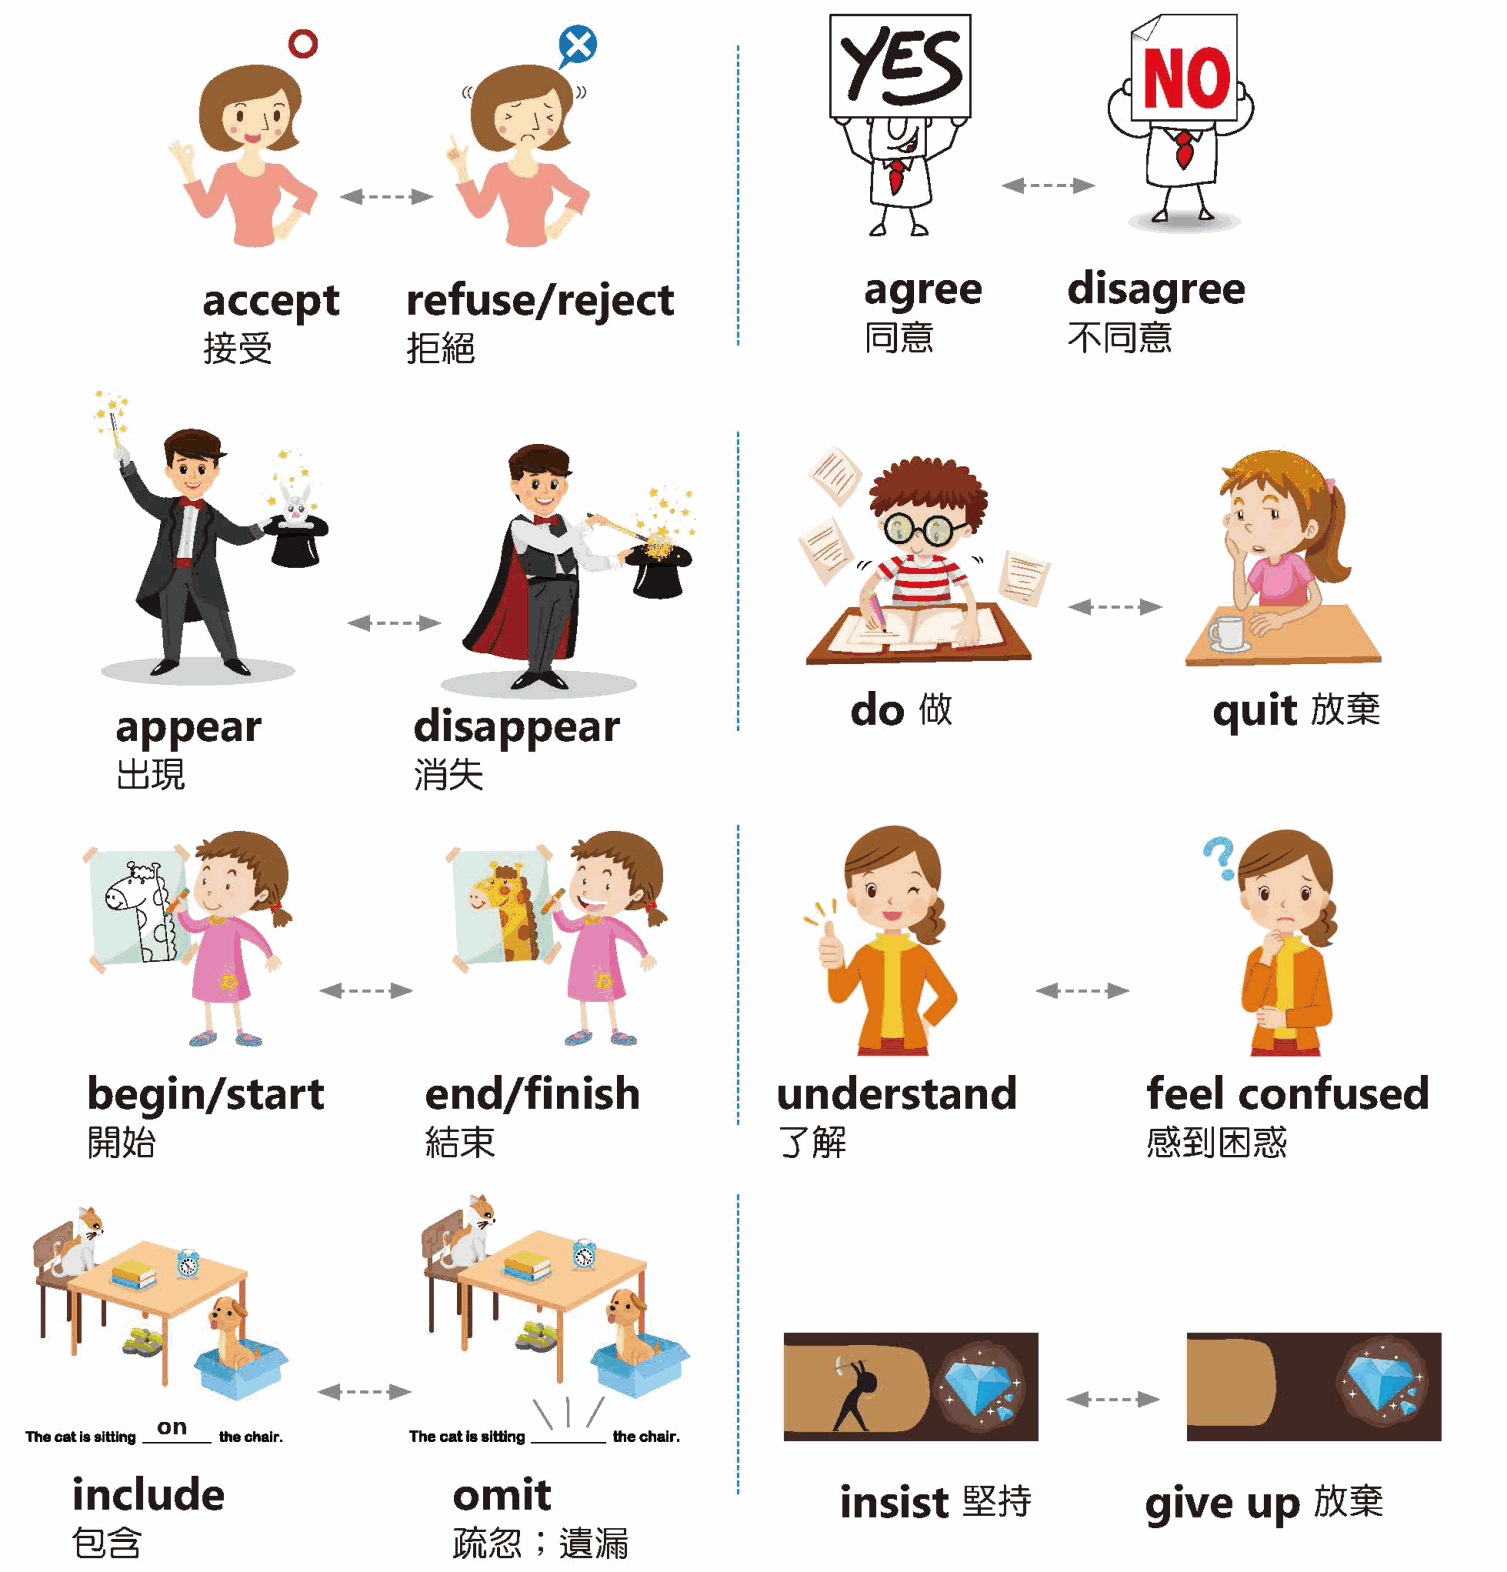 YES
NO
accept refuse/reject
接受 拒絕
agree disagree
同意 不同意
appear disappear
出現 消失
do 做 quit 放棄
begin/start end/finish
開始 結束
understand feel confused
了解 感到困惑
?
The cat is sitting on the chair.
The cat is sitting ________ the chair.
include omit
包含 疏忽；遺漏
insist 堅持 give up 放棄